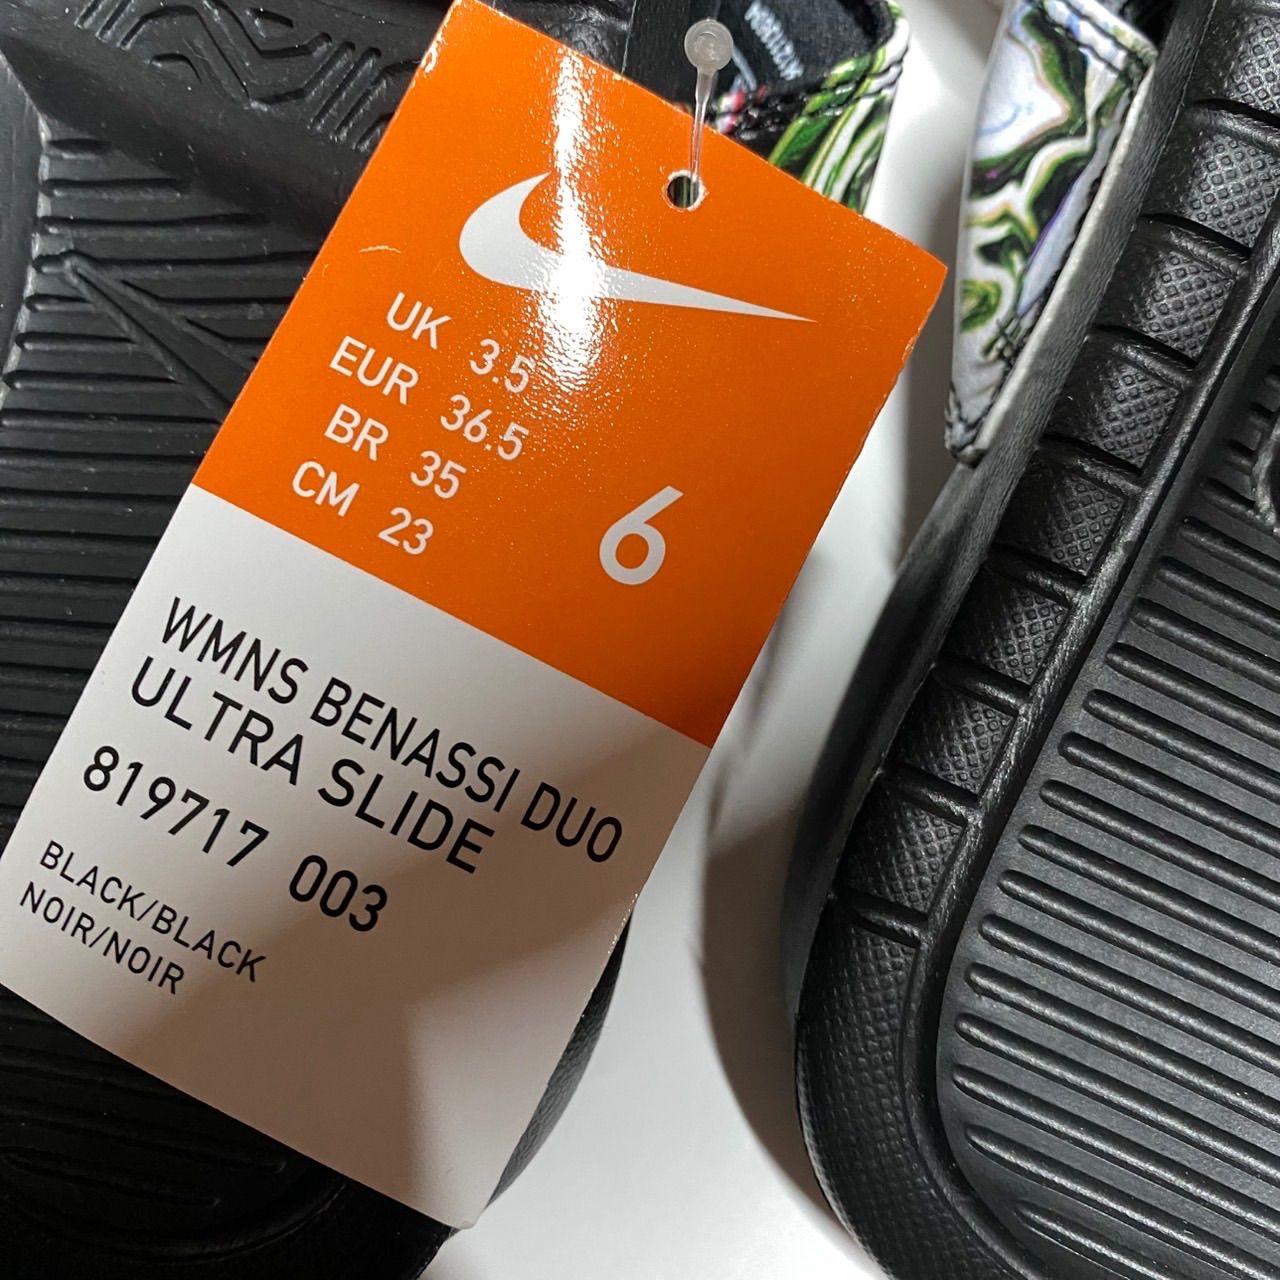 UK 3.5
EUR 36.5
BR 35
CM 23
6
WMNS BENASSI DUO
ULTRA SLIDE
819717 003
BLACK/BLACK
NOIR/NOIR